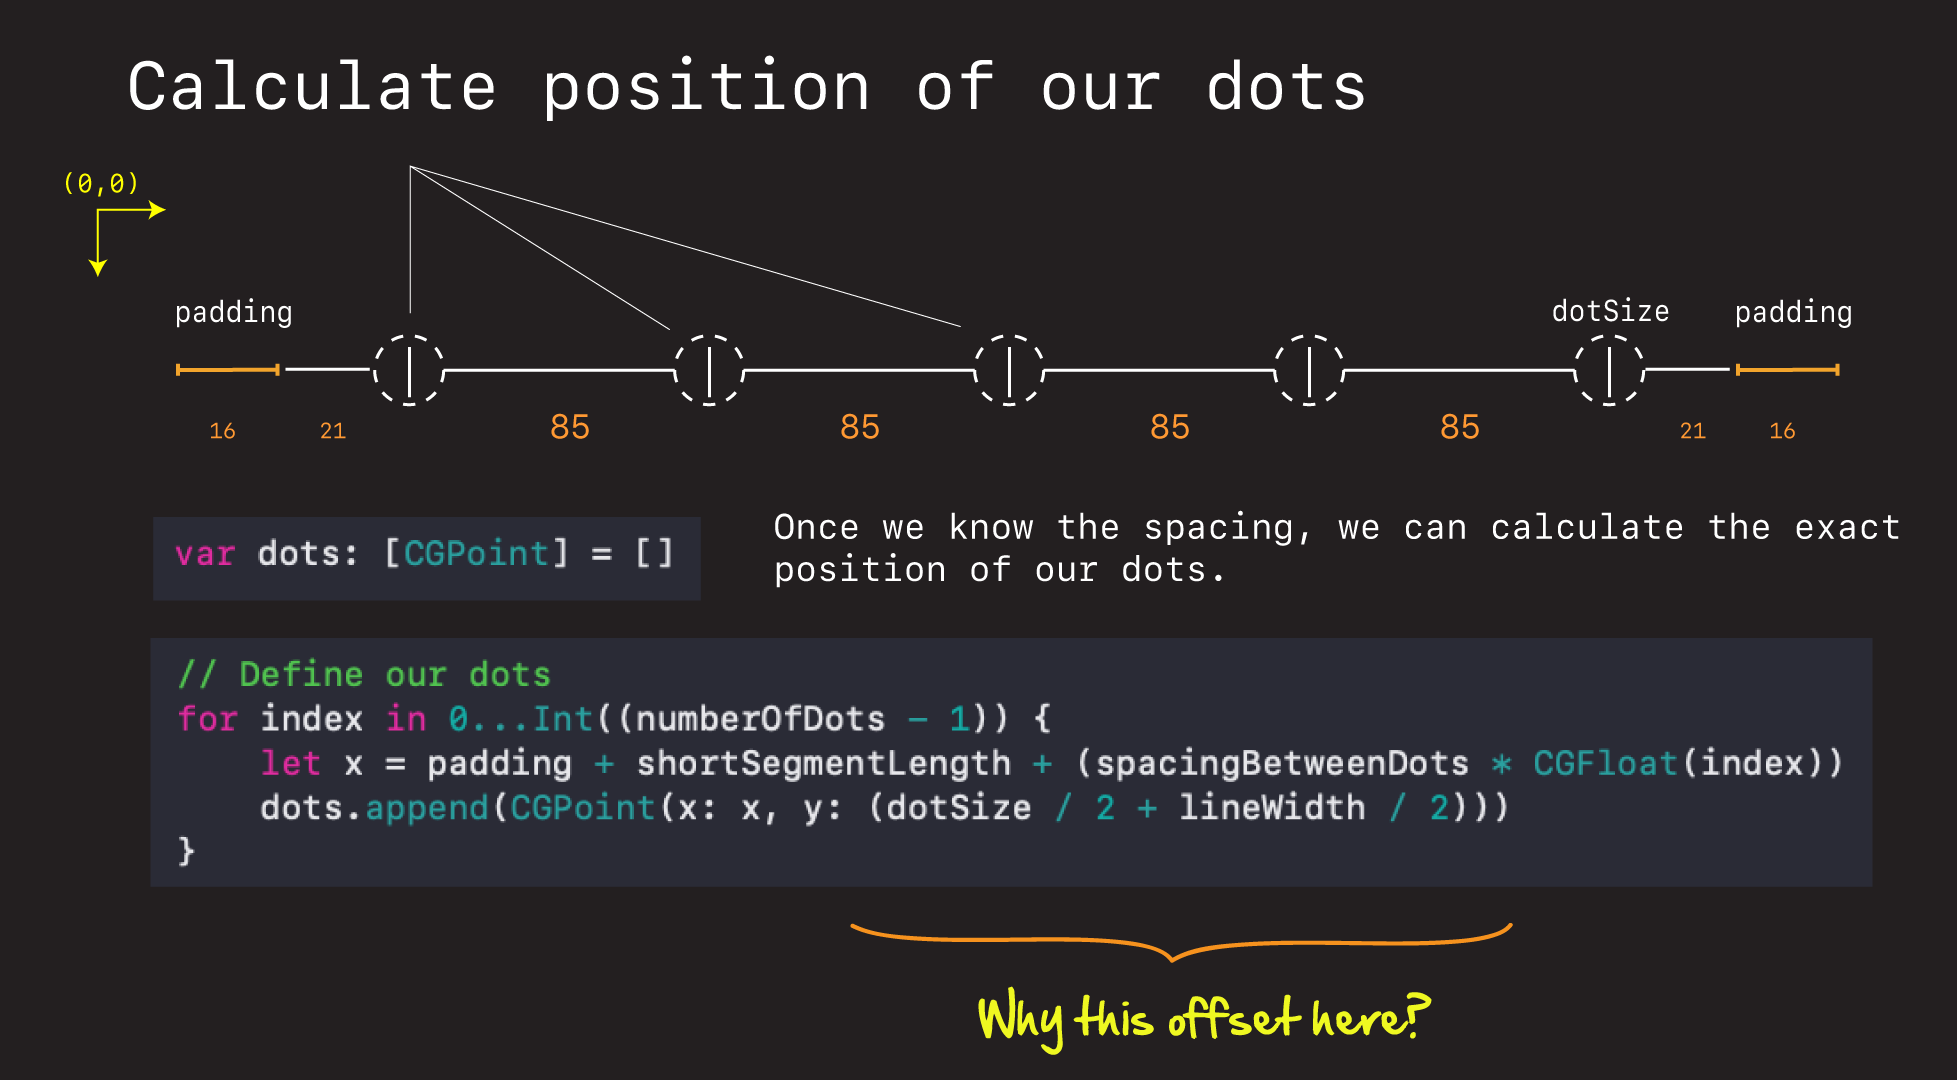 Calculate position of our dots
(0,0)
padding
dotSize
padding
16
21
85
85
85
85
21
16
var dots: [CGPoint] = []
Once we know the spacing, we can calculate the exact
position of our dots.
// Define our dots
for index in 0...Int((numberOfDots - 1)) {
    let x = padding + shortSegmentLength + (spacingBetweenDots * CGFloat(index))
    dots.append(CGPoint(x: x, y: (dotSize / 2 + lineWidth / 2)))
}
Why this offset here?